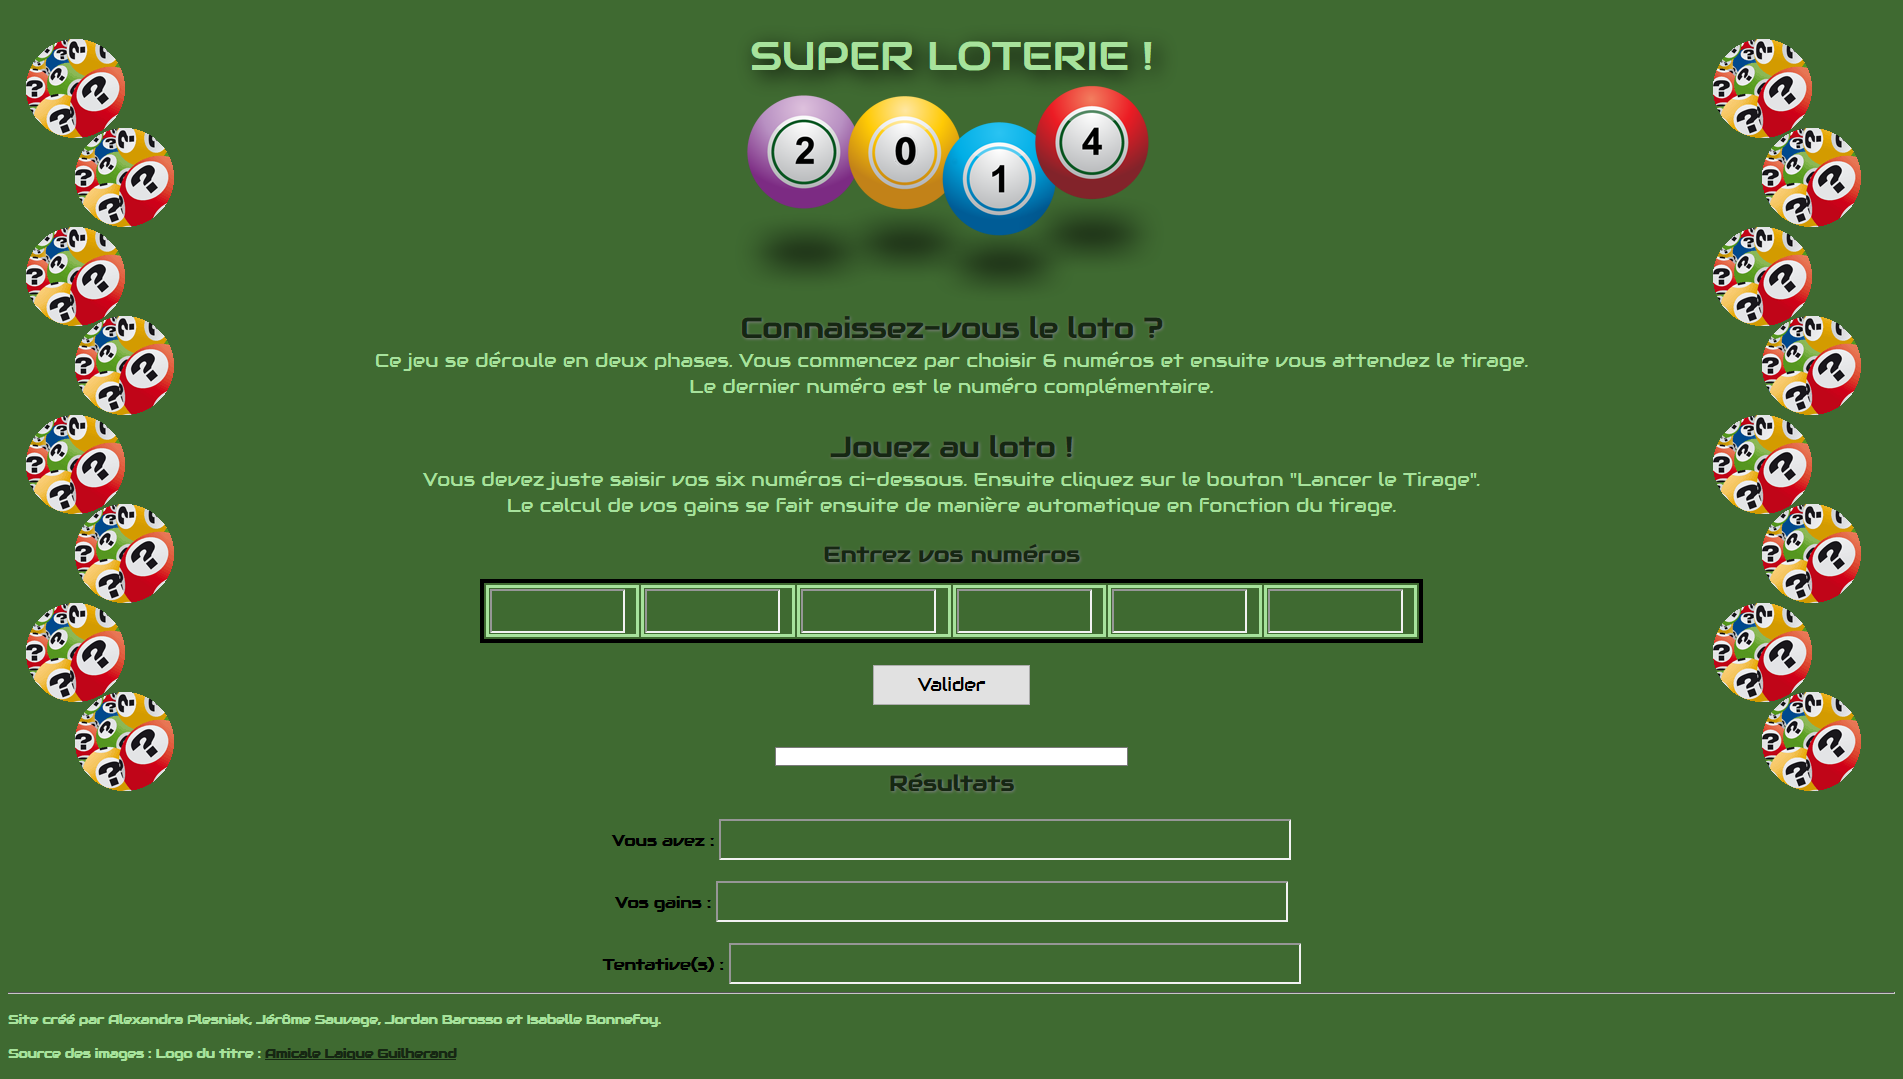 SUPER LOTERIE !
2 0 1 4
Connaissez-vous le loto ?
Ce jeu se déroule en deux phases. Vous commencez par choisir 6 numéros et ensuite vous attendez le tirage.
Le dernier numéro est le numéro complémentaire.
Jouez au loto !
Vous devez juste saisir vos six numéros ci-dessous. Ensuite cliquez sur le bouton "Lancer le Tirage".
Le calcul de vos gains se fait ensuite de manière automatique en fonction du tirage.
Entrez vos numéros
Valider
Résultats
Vous avez :
Vos gains :
Tentative(s) :
Site créé par Alexandra Plesniak, Jérôme Sauvage, Jordan Barosso et Isabelle Bonnefoy.
Source des images : Logo du titre : Amicale Laique Guilherand